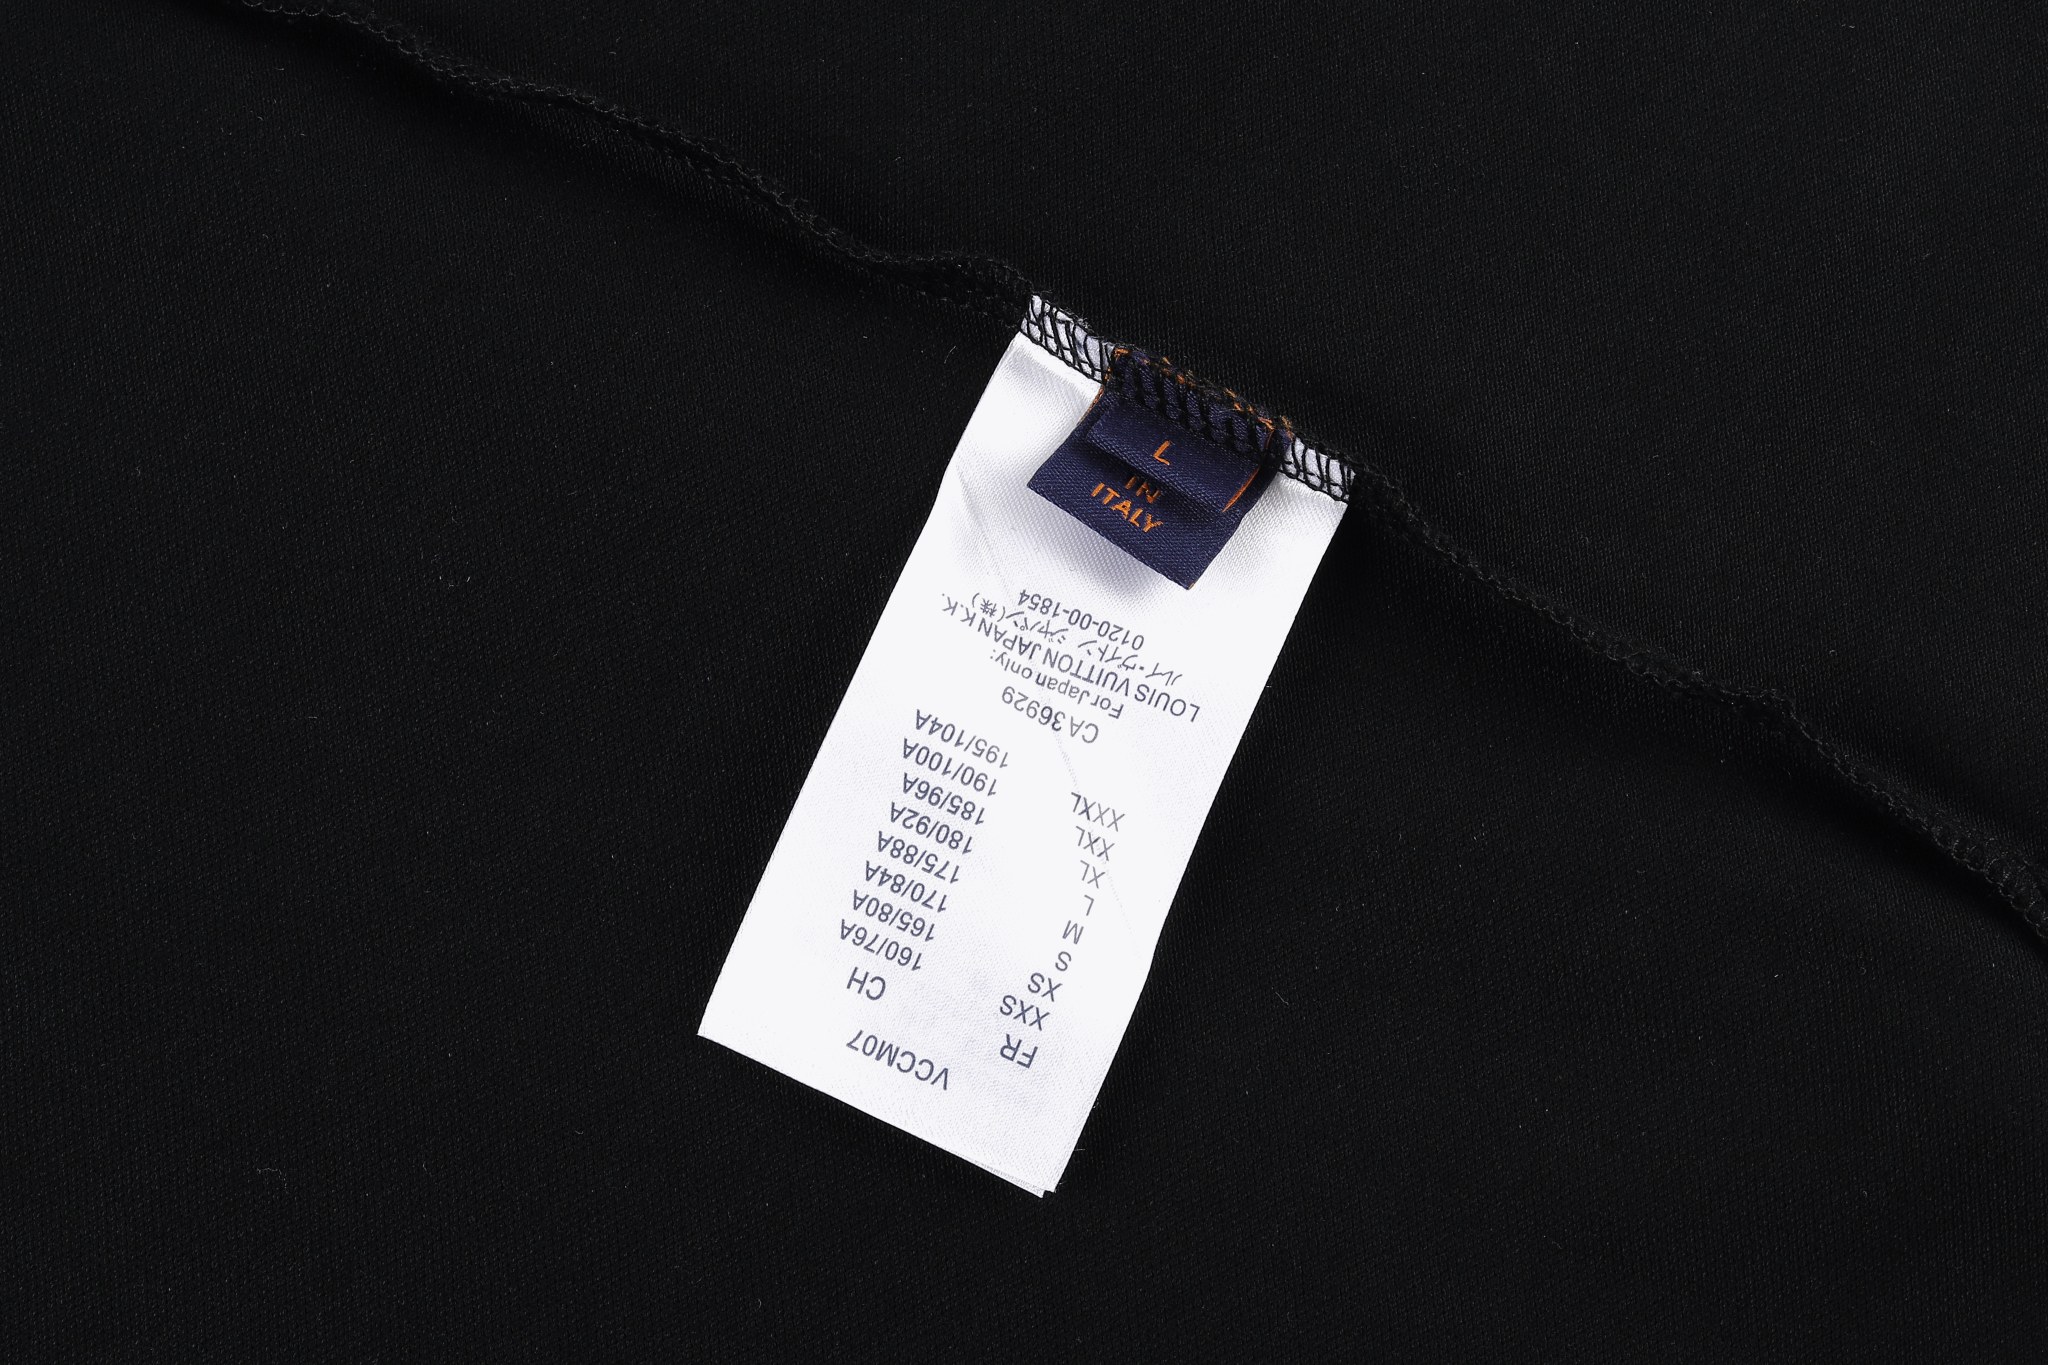 L
IN
ITALY
VCCM07
FR CH
XXS 160/76A
XS 165/80A
S 170/84A
M 175/88A
L 180/92A
XL 185/96A
XXL 190/100A
XXXL 195/104A
CA36929
For Japan only:
LOUIS VUITTON JAPAN K.K.
ルイ・ヴィトン ジャパン(株)
0120-00-1854